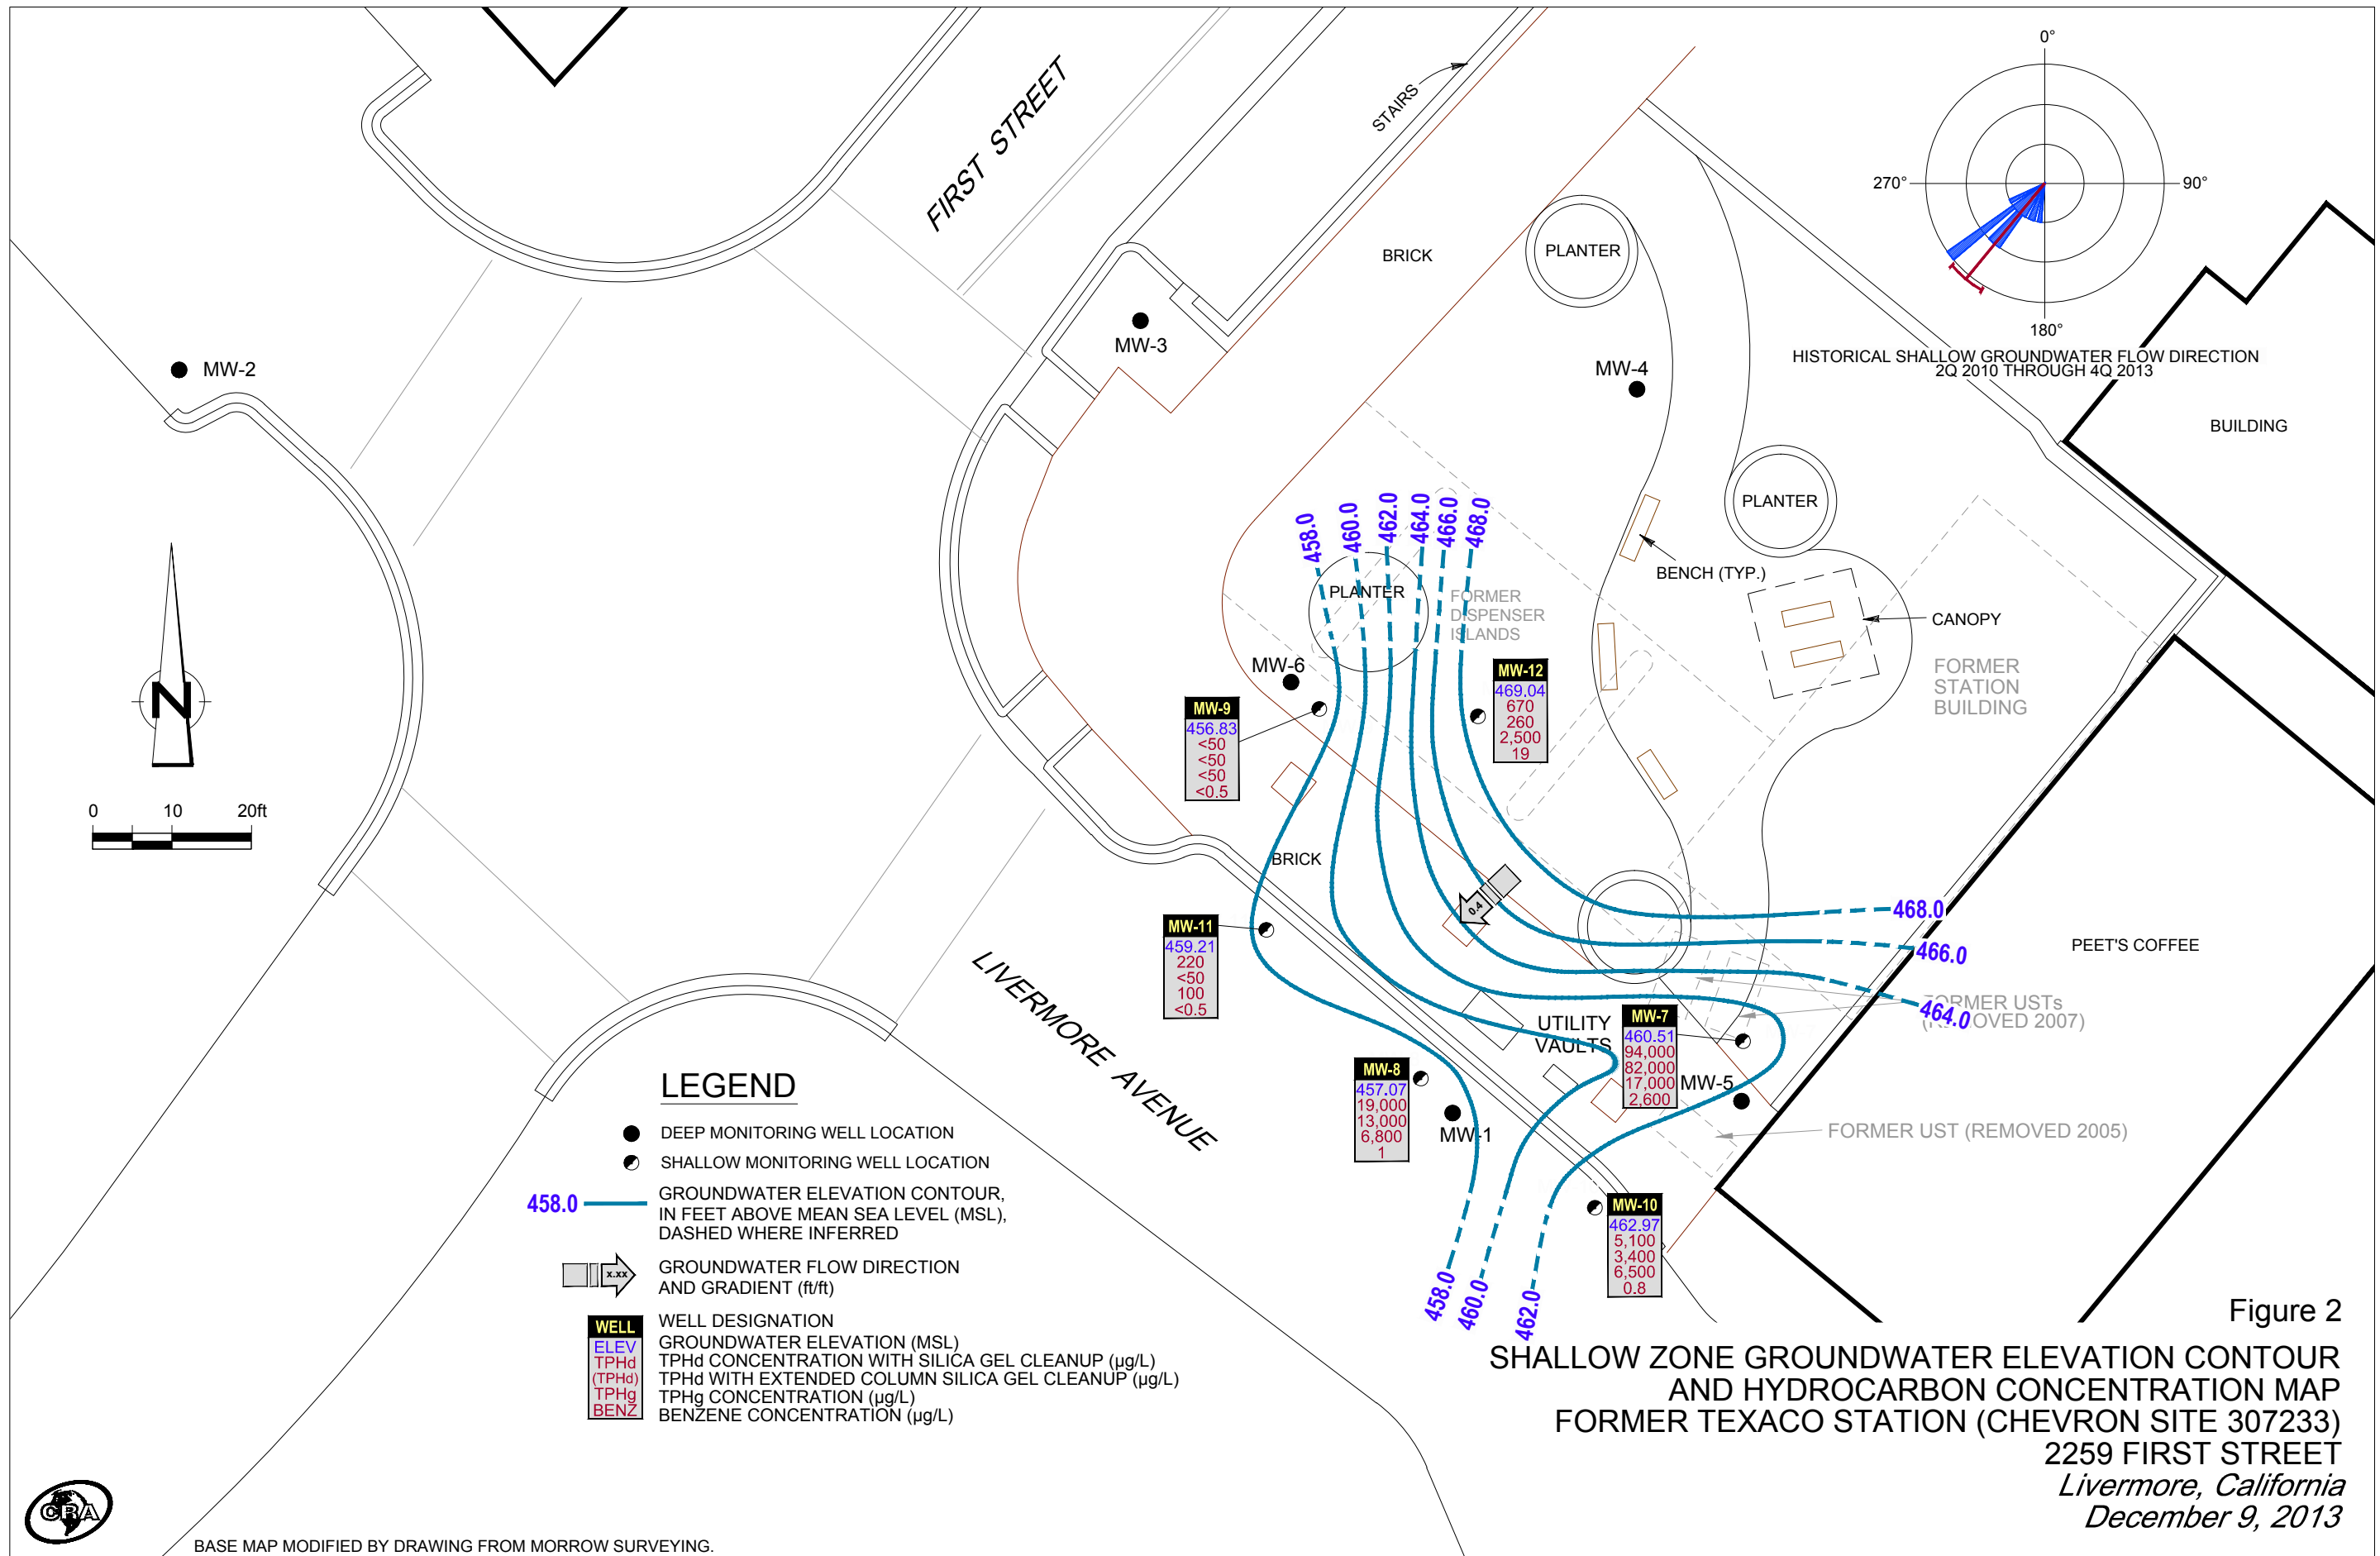 0°
270°
90°
180°
HISTORICAL SHALLOW GROUNDWATER FLOW DIRECTION
2Q 2010 THROUGH 4Q 2013
FIRST STREET
STAIRS
BRICK
PLANTER
MW-2
MW-3
MW-4
BUILDING
PLANTER
458.0
460.0
462.0
464.0
466.0
468.0
BENCH (TYP.)
PLANTER
FORMER
DISPENSER
ISLANDS
CANOPY
FORMER
STATION
BUILDING
N
0 10 20ft
MW-6
MW-9
456.83
<50
<50
<50
<0.5
MW-12
469.04
670
260
2,500
19
BRICK
0.4
468.0
466.0
464.0
PEET'S COFFEE
MW-11
459.21
220
<50
100
<0.5
LIVERMORE AVENUE
UTILITY
VAULTS
FORMER USTs
(REMOVED 2007)
MW-7
460.51
94,000
82,000
17,000
2,600
MW-5
MW-8
457.07
19,000
13,000
6,800
1
MW-1
FORMER UST (REMOVED 2005)
MW-10
462.97
5,100
3,400
6,500
0.8
458.0
460.0
462.0
LEGEND
DEEP MONITORING WELL LOCATION
SHALLOW MONITORING WELL LOCATION
458.0
GROUNDWATER ELEVATION CONTOUR,
IN FEET ABOVE MEAN SEA LEVEL (MSL),
DASHED WHERE INFERRED
x.xx
GROUNDWATER FLOW DIRECTION
AND GRADIENT (ft/ft)
WELL WELL DESIGNATION
ELEV GROUNDWATER ELEVATION (MSL)
TPHd TPHd CONCENTRATION WITH SILICA GEL CLEANUP (µg/L)
(TPHd) TPHd WITH EXTENDED COLUMN SILICA GEL CLEANUP (µg/L)
TPHg TPHg CONCENTRATION (µg/L)
BENZ BENZENE CONCENTRATION (µg/L)
Figure 2
SHALLOW ZONE GROUNDWATER ELEVATION CONTOUR
AND HYDROCARBON CONCENTRATION MAP
FORMER TEXACO STATION (CHEVRON SITE 307233)
2259 FIRST STREET
Livermore, California
December 9, 2013
CRA
BASE MAP MODIFIED BY DRAWING FROM MORROW SURVEYING.